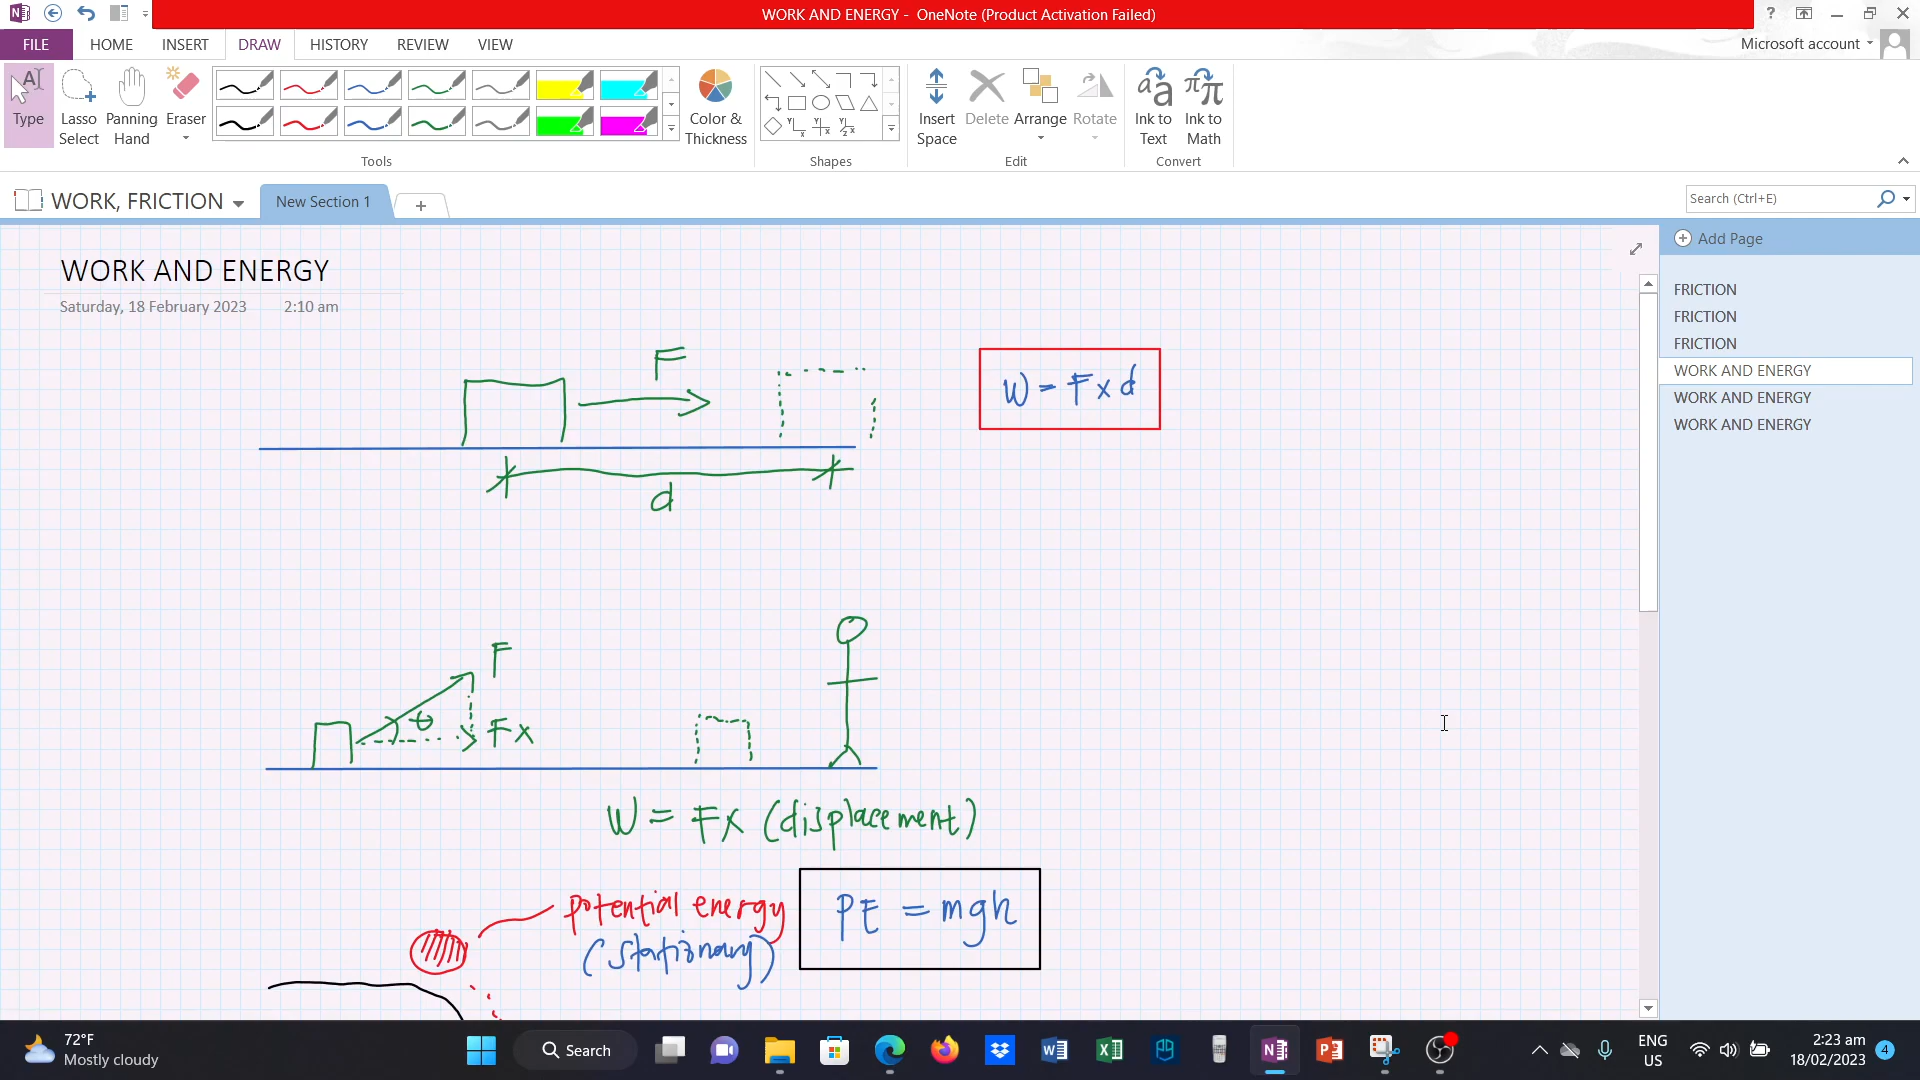 WORK AND ENERGY - OneNote (Product Activation Failed)
FILE HOME INSERT DRAW HISTORY REVIEW VIEW
Microsoft account
Type
Lasso Select
Panning Hand
Eraser
Color & Thickness
Insert Space
Delete
Arrange
Rotate
Ink to Text
Ink to Math
Tools
Shapes
Edit
Convert
WORK, FRICTION
New Section 1
Search (Ctrl+E)
Add Page
WORK AND ENERGY
Saturday, 18 February 2023 2:10 am
FRICTION
FRICTION
FRICTION
WORK AND ENERGY
WORK AND ENERGY
WORK AND ENERGY
F
W = F x d
d
F
θ
Fx
W = Fx (displacement)
potential energy
(stationary)
PE = mgh
72°F
Mostly cloudy
Search
ENG
US
2:23 am
18/02/2023
4